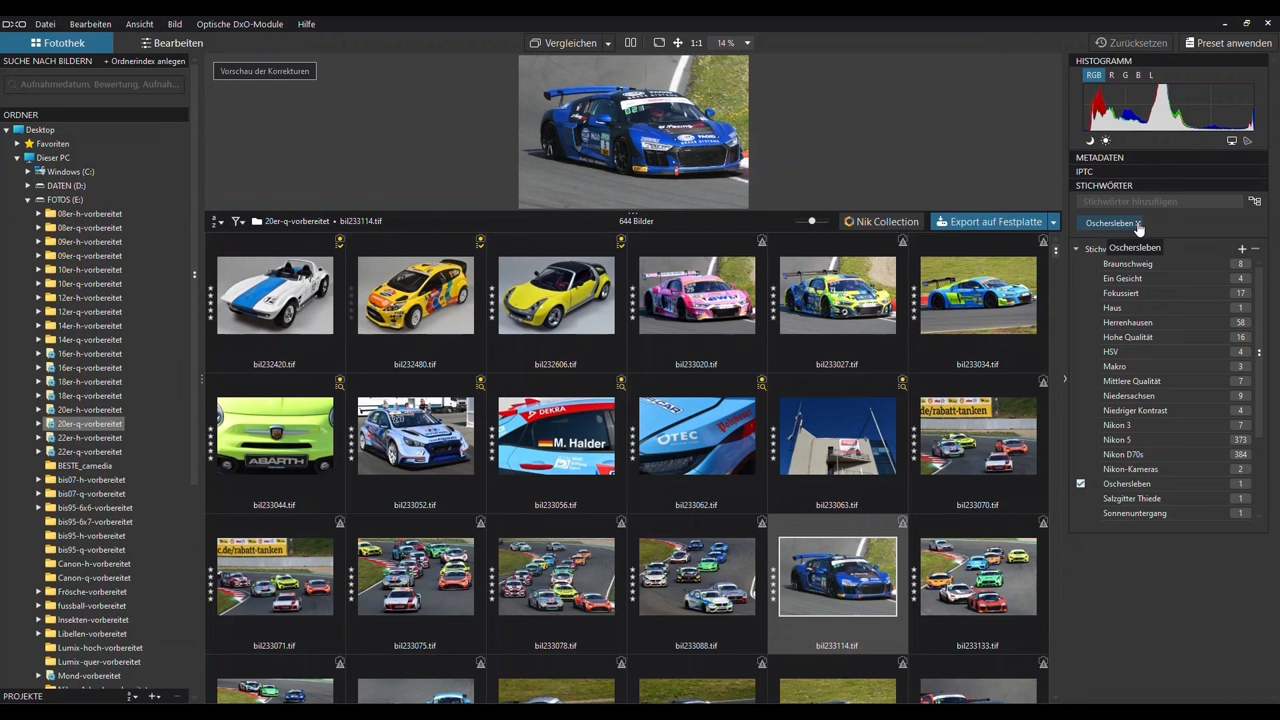 DXO Datei Bearbeiten Ansicht Bild Optische DxO-Module Hilfe
Fotothek Bearbeiten Vergleichen 1:1 14 % Zurücksetzen Preset anwenden
SUCHE NACH BILDERN + Ordnerindex anlegen
Aufnahmedatum, Bewertung, Aufnah...
ORDNER
Desktop
Favoriten
Dieser PC
Windows (C:)
DATEN (D:)
FOTOS (E:)
08er-h-vorbereitet
08er-q-vorbereitet
09er-h-vorbereitet
09er-q-vorbereitet
10er-h-vorbereitet
10er-q-vorbereitet
12er-h-vorbereitet
12er-q-vorbereitet
14er-h-vorbereitet
14er-q-vorbereitet
16er-h-vorbereitet
16er-q-vorbereitet
18er-h-vorbereitet
18er-q-vorbereitet
20er-h-vorbereitet
20er-q-vorbereitet
22er-h-vorbereitet
22er-q-vorbereitet
BESTE_camedia
bis07-h-vorbereitet
bis07-q-vorbereitet
bis95-6x6-vorbereitet
bis95-6x7-vorbereitet
bis95-h-vorbereitet
bis95-q-vorbereitet
Canon-h-vorbereitet
Canon-q-vorbereitet
Frösche-vorbereitet
fussball-vorbereitet
Insekten-vorbereitet
Libellen-vorbereitet
Lumix-hoch-vorbereitet
Lumix-quer-vorbereitet
Mond-vorbereitet
PROJEKTE
Vorschau der Korrekturen
20er-q-vorbereitet • bil233114.tif 644 Bilder Nik Collection Export auf Festplatte
bil232420.tif bil232480.tif bil232606.tif bil233020.tif bil233027.tif bil233034.tif
ABARTH
DEKRA
M. Halder
OTEC
de/rabatt-tanken
bil233044.tif bil233052.tif bil233056.tif bil233062.tif bil233063.tif bil233070.tif
de/rabatt-tanken
bil233071.tif bil233075.tif bil233078.tif bil233088.tif bil233114.tif bil233133.tif
HISTOGRAMM
RGB R G B L
METADATEN
IPTC
STICHWÖRTER
Stichwörter hinzufügen
Oschersleben
Oschersleben
Braunschweig 8
Ein Gesicht 4
Fokussiert 17
Haus 1
Herrenhausen 58
Hohe Qualität 16
HSV 4
Makro 3
Mittlere Qualität 7
Niedersachsen 9
Niedriger Kontrast 4
Nikon 3 7
Nikon 5 373
Nikon D70s 384
Nikon-Kameras 2
Oschersleben 1
Salzgitter Thiede 1
Sonnenuntergang 1